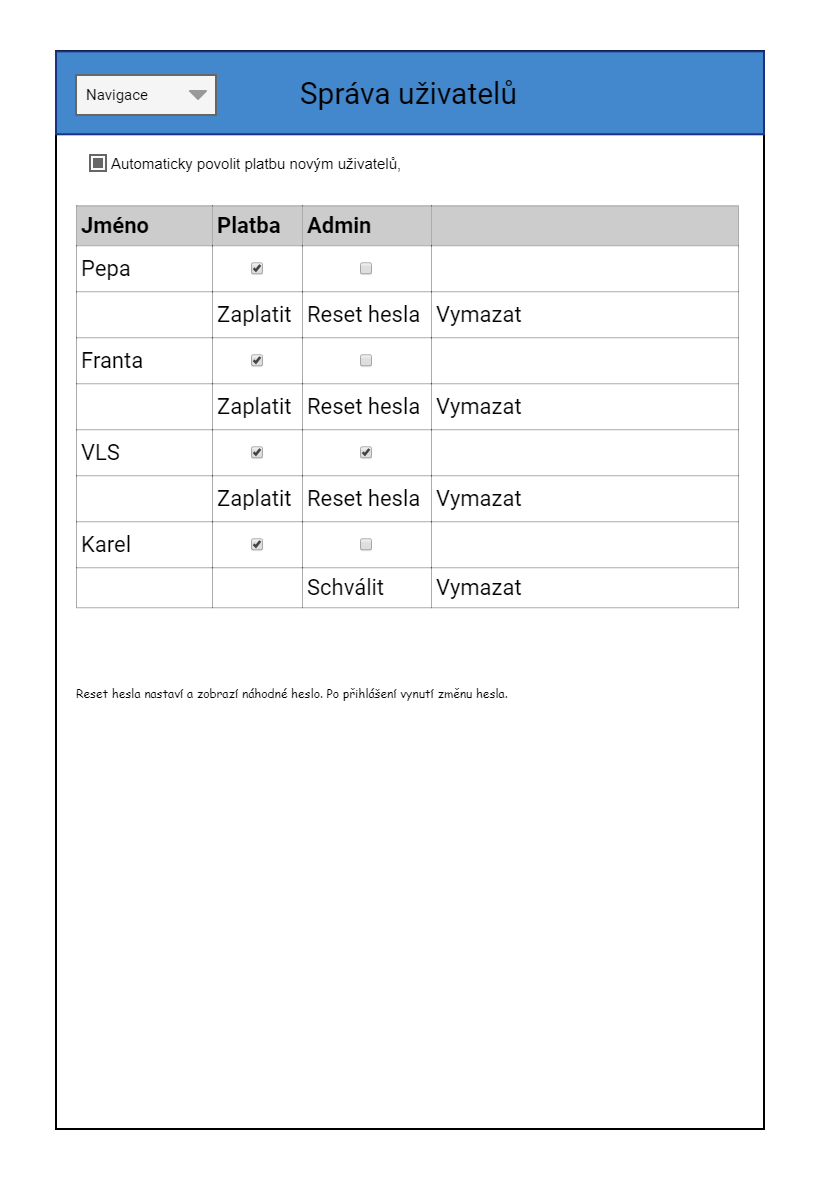 Navigace
Správa uživatelů
Automaticky povolit platbu novým uživatelů,
Jméno Platba Admin
Pepa
Zaplatit Reset hesla Vymazat
Franta
Zaplatit Reset hesla Vymazat
VLS
Zaplatit Reset hesla Vymazat
Karel
Schválit Vymazat
Reset hesla nastaví a zobrazí náhodné heslo. Po přihlášení vynutí změnu hesla.